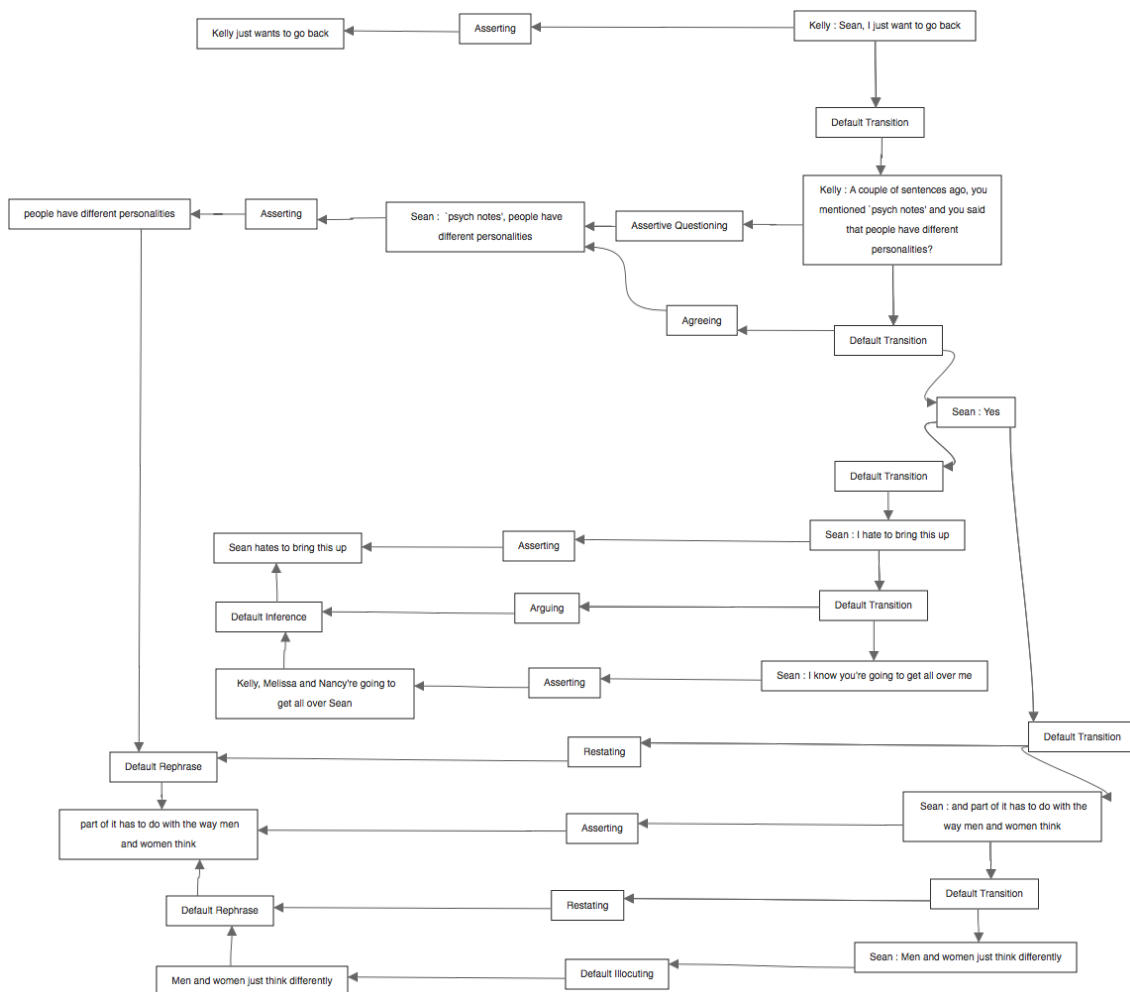 Kelly just wants to go back
Asserting
Kelly : Sean, I just want to go back
Default Transition
people have different personalities
Asserting
Sean : `psych notes', people have
different personalities
Assertive Questioning
Kelly : A couple of sentences ago, you
mentioned `psych notes' and you said
that people have different
personalities?
Agreeing
Default Transition
Sean : Yes
Default Transition
Sean hates to bring this up
Asserting
Sean : I hate to bring this up
Default Inference
Arguing
Default Transition
Kelly, Melissa and Nancy're going to
get all over Sean
Asserting
Sean : I know you're going to get all over me
Default Transition
Default Rephrase
Restating
part of it has to do with the way men
and women think
Asserting
Sean : and part of it has to do with the
way men and women think
Default Rephrase
Restating
Default Transition
Men and women just think differently
Default Illocuting
Sean : Men and women just think differently